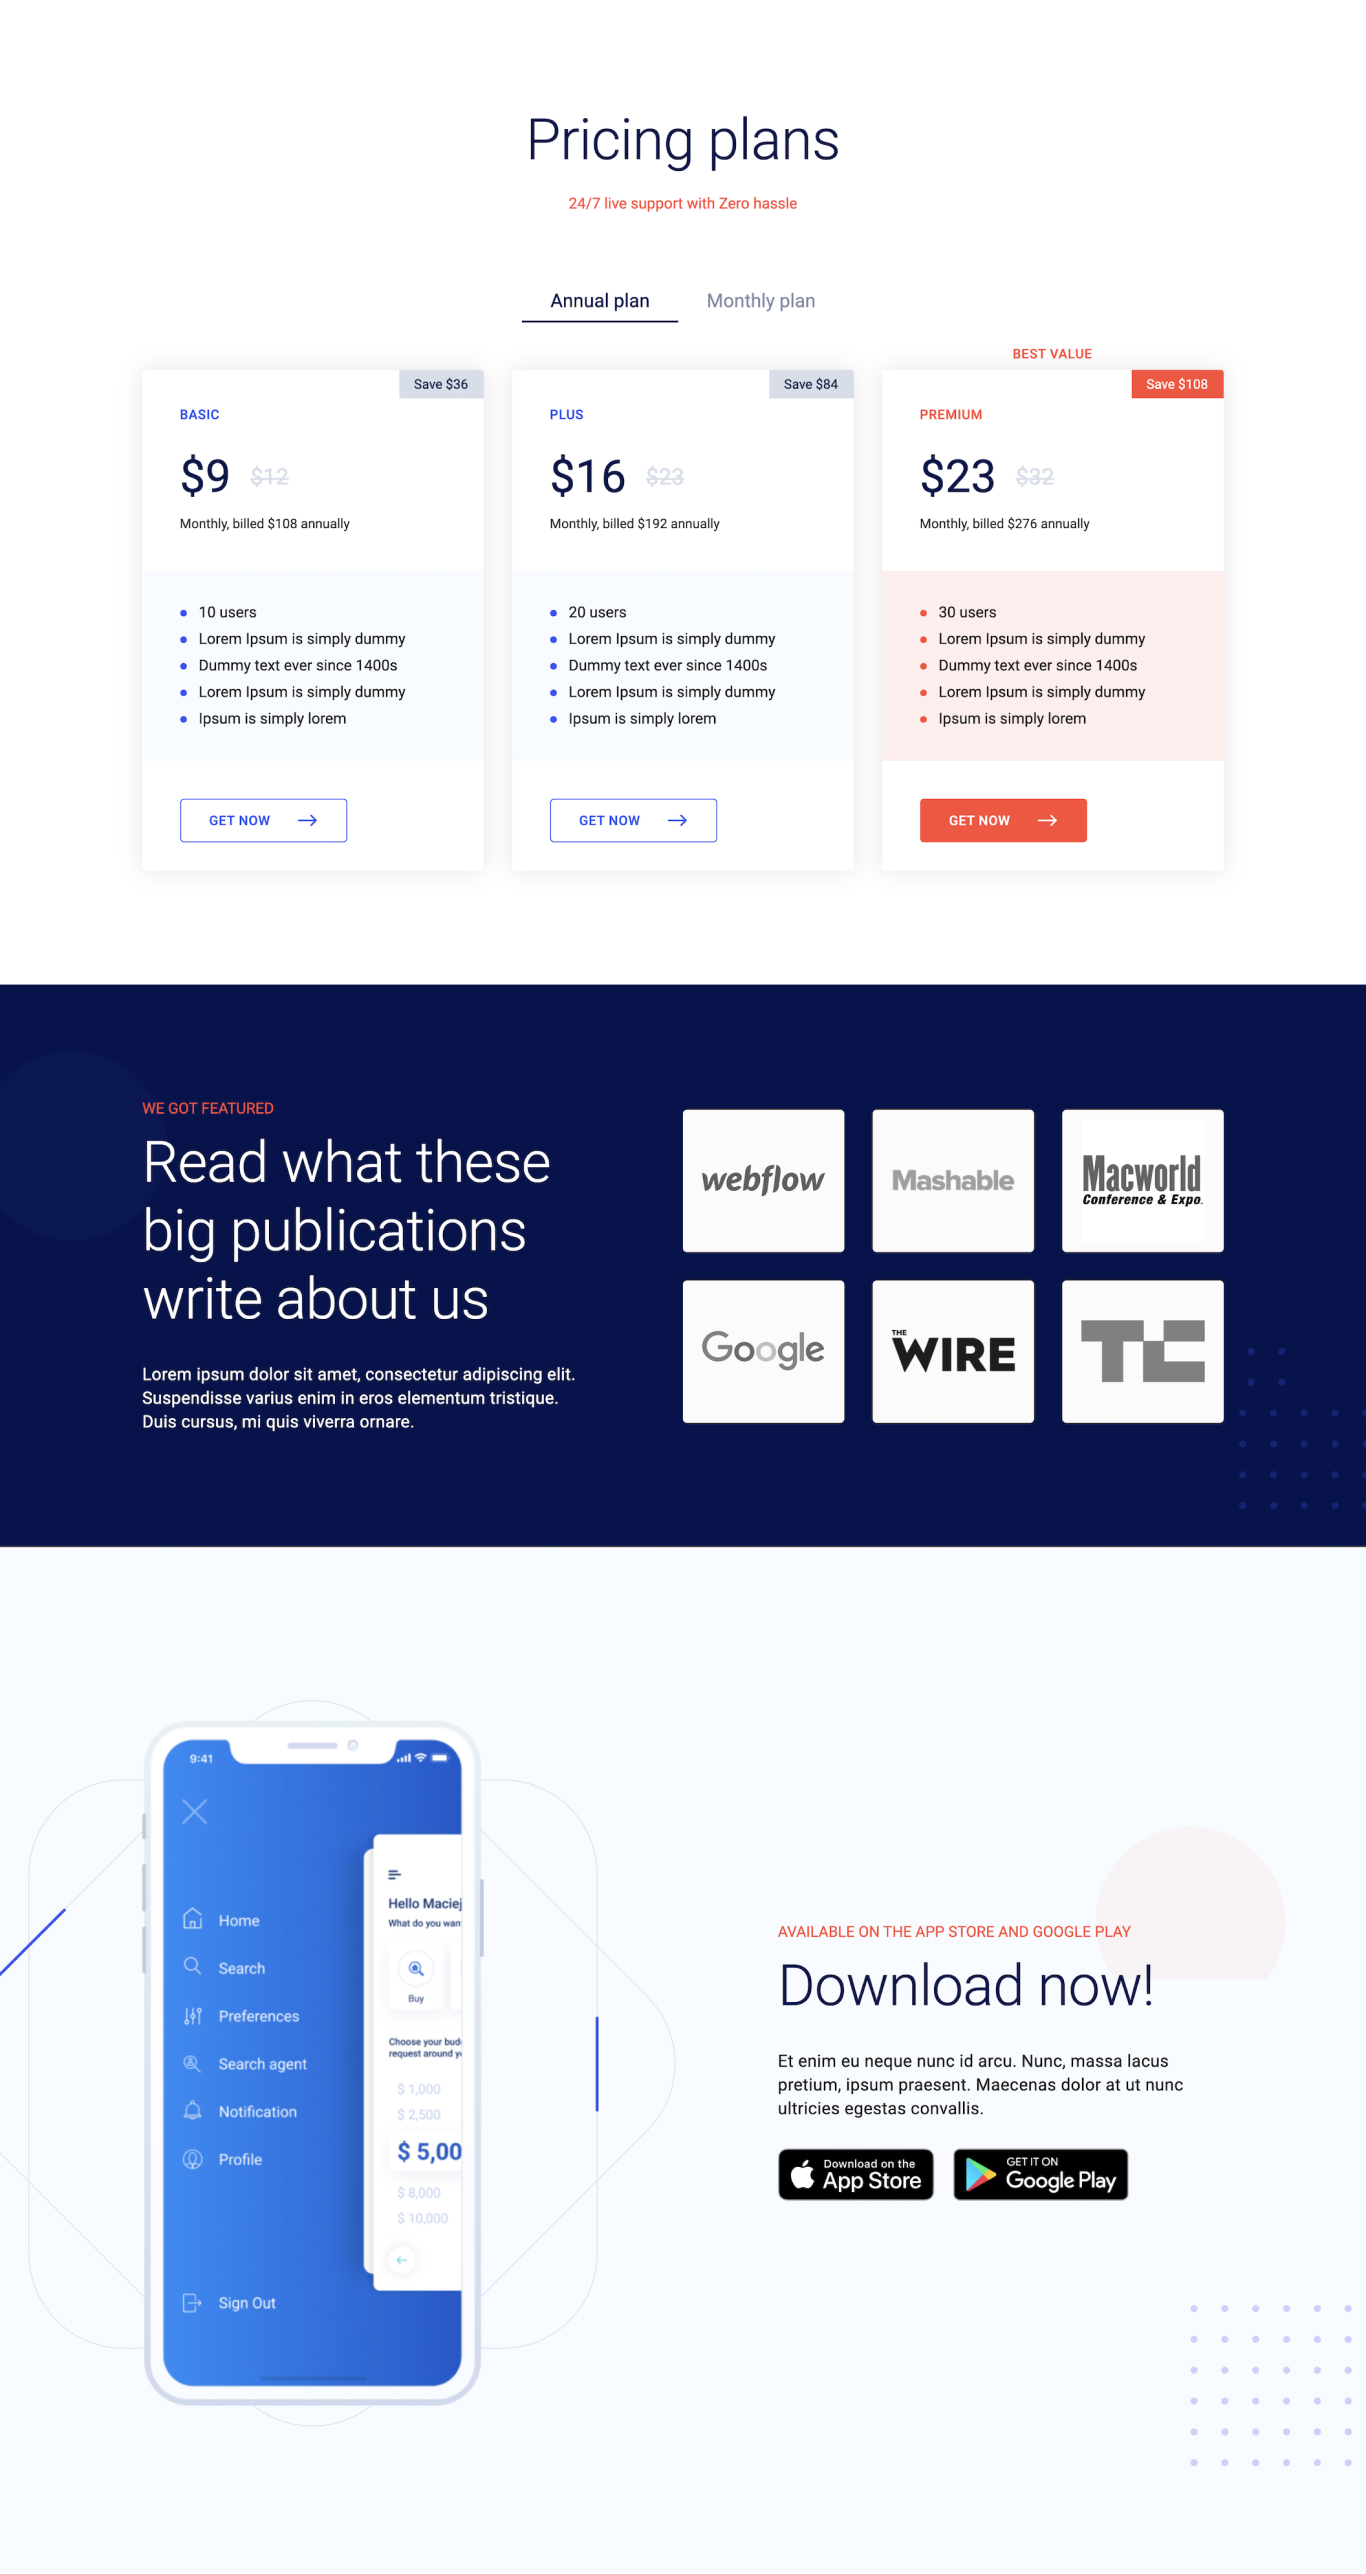 Pricing plans
24/7 live support with Zero hassle
Annual plan
Monthly plan
Save $36
BASIC
$9 $12
Monthly, billed $108 annually
10 users
Lorem Ipsum is simply dummy
Dummy text ever since 1400s
Lorem Ipsum is simply dummy
Ipsum is simply lorem
GET NOW
Save $84
PLUS
$16 $23
Monthly, billed $192 annually
20 users
Lorem Ipsum is simply dummy
Dummy text ever since 1400s
Lorem Ipsum is simply dummy
Ipsum is simply lorem
GET NOW
BEST VALUE
Save $108
PREMIUM
$23 $32
Monthly, billed $276 annually
30 users
Lorem Ipsum is simply dummy
Dummy text ever since 1400s
Lorem Ipsum is simply dummy
Ipsum is simply lorem
GET NOW
WE GOT FEATURED
Read what these
big publications
write about us
Lorem ipsum dolor sit amet, consectetur adipiscing elit.
Suspendisse varius enim in eros elementum tristique.
Duis cursus, mi quis viverra ornare.
webflow
Mashable
Macworld
Conference & Expo.
Google
THE
WIRE
TC
9:41
Home
Search
Preferences
Search agent
Notification
Profile
Sign Out
Hello Maciej
What do you wan
Buy
Choose your bud
request around y
$ 1,000
$ 2,500
$ 5,00
$ 8,000
$ 10,000
AVAILABLE ON THE APP STORE AND GOOGLE PLAY
Download now!
Et enim eu neque nunc id arcu. Nunc, massa lacus
pretium, ipsum praesent. Maecenas dolor at ut nunc
ultricies egestas convallis.
Download on the
App Store
GET IT ON
Google Play